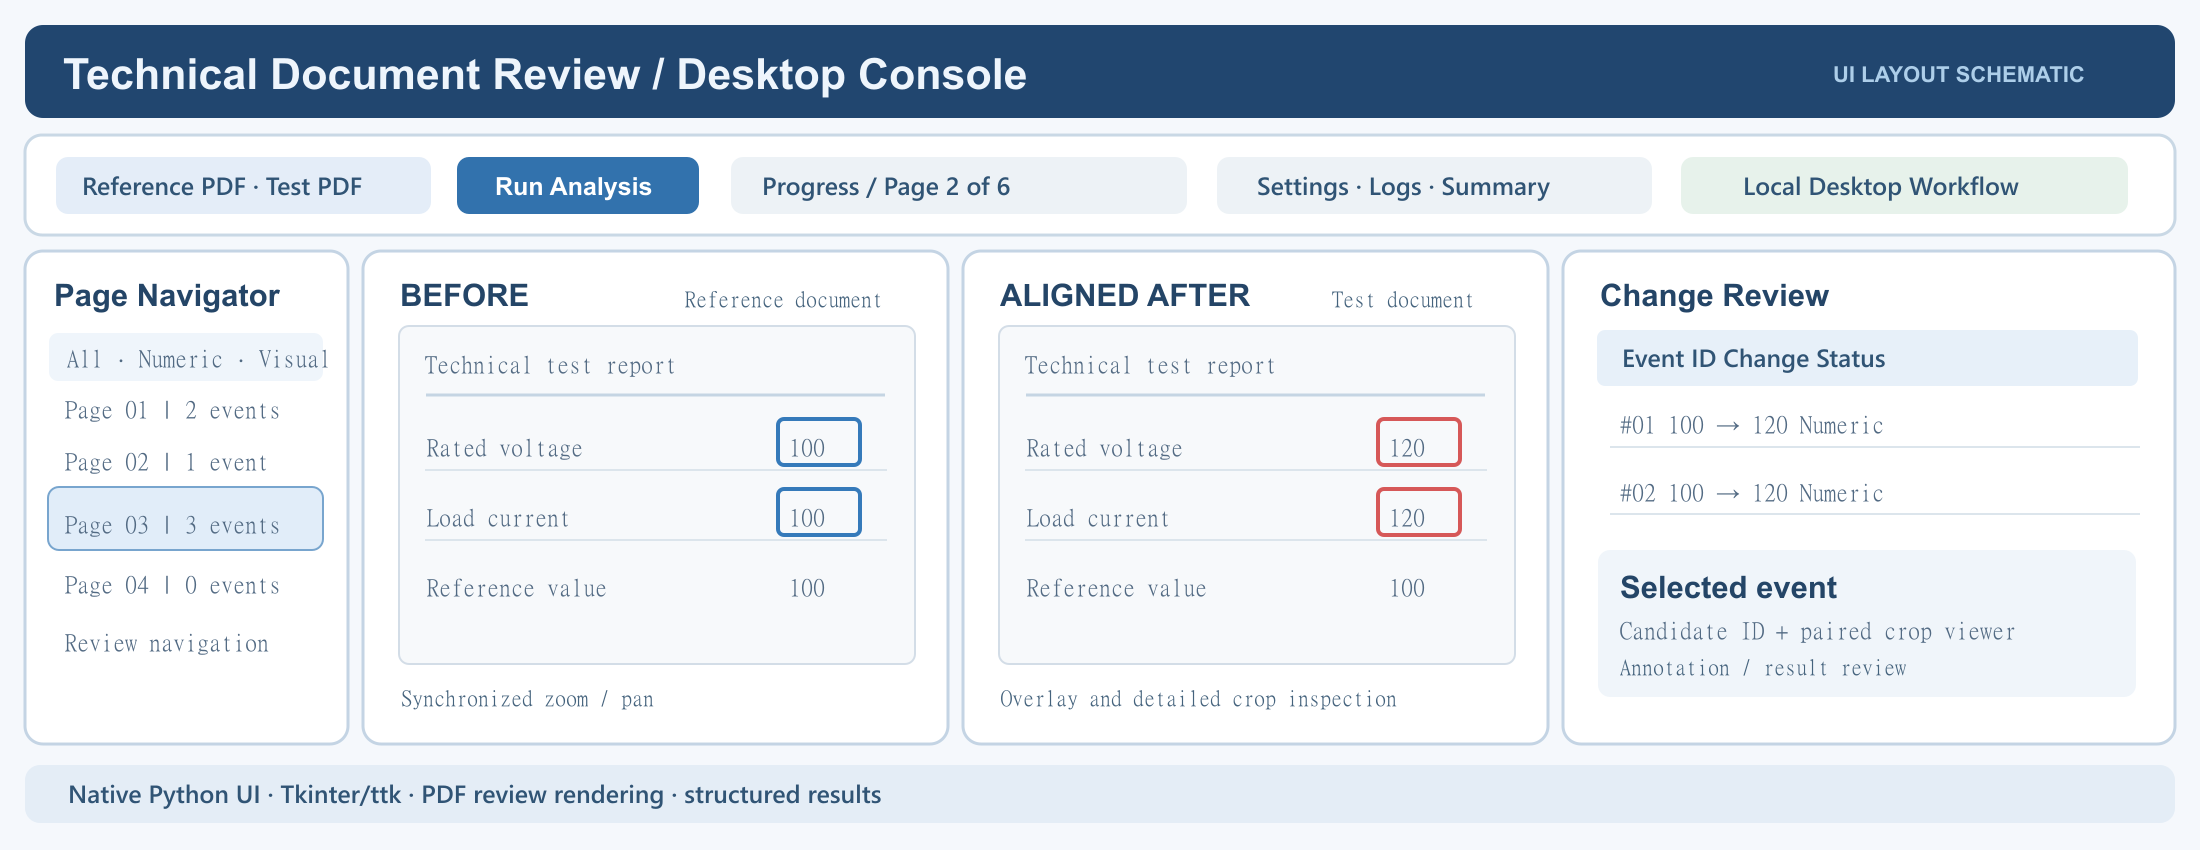 Technical Document Review / Desktop Console
UI LAYOUT SCHEMATIC
Reference PDF · Test PDF
Run Analysis
Progress / Page 2 of 6
Settings · Logs · Summary
Local Desktop Workflow
Page Navigator
All · Numeric · Visual
Page 01 | 2 events
Page 02 | 1 event
Page 03 | 3 events
Page 04 | 0 events
Review navigation
BEFORE
Reference document
Technical test report
Rated voltage 100
Load current 100
Reference value 100
Synchronized zoom / pan
ALIGNED AFTER
Test document
Technical test report
Rated voltage 120
Load current 120
Reference value 100
Overlay and detailed crop inspection
Change Review
Event ID Change Status
#01 100 → 120 Numeric
#02 100 → 120 Numeric
Selected event
Candidate ID + paired crop viewer
Annotation / result review
Native Python UI · Tkinter/ttk · PDF review rendering · structured results